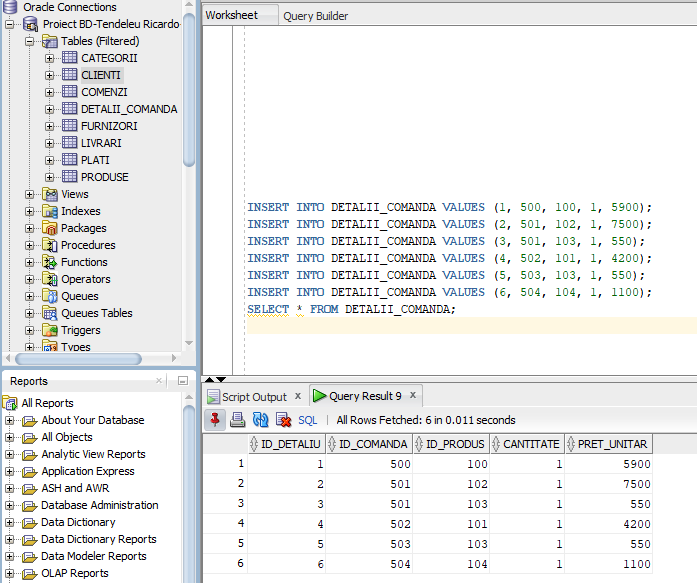 Oracle Connections
Proiect BD-Tendeleu Ricardo
Tables (Filtered)
CATEGORII
CLIENTI
COMENZI
DETALII_COMANDA
FURNIZORI
LIVRARI
PLATI
PRODUSE
Views
Indexes
Packages
Procedures
Functions
Operators
Queues
Queues Tables
Triggers
Types
Reports
All Reports
About Your Database
All Objects
Analytic View Reports
Application Express
ASH and AWR
Database Administration
Data Dictionary
Data Dictionary Reports
Data Modeler Reports
OLAP Reports
Worksheet Query Builder
INSERT INTO DETALII_COMANDA VALUES (1, 500, 100, 1, 5900);
INSERT INTO DETALII_COMANDA VALUES (2, 501, 102, 1, 7500);
INSERT INTO DETALII_COMANDA VALUES (3, 501, 103, 1, 550);
INSERT INTO DETALII_COMANDA VALUES (4, 502, 101, 1, 4200);
INSERT INTO DETALII_COMANDA VALUES (5, 503, 103, 1, 550);
INSERT INTO DETALII_COMANDA VALUES (6, 504, 104, 1, 1100);
SELECT * FROM DETALII_COMANDA;
Script Output x Query Result 9 x
SQL | All Rows Fetched: 6 in 0.011 seconds
ID_DETALIU ID_COMANDA ID_PRODUS CANTITATE PRET_UNITAR
1 1 500 100 1 5900
2 2 501 102 1 7500
3 3 501 103 1 550
4 4 502 101 1 4200
5 5 503 103 1 550
6 6 504 104 1 1100